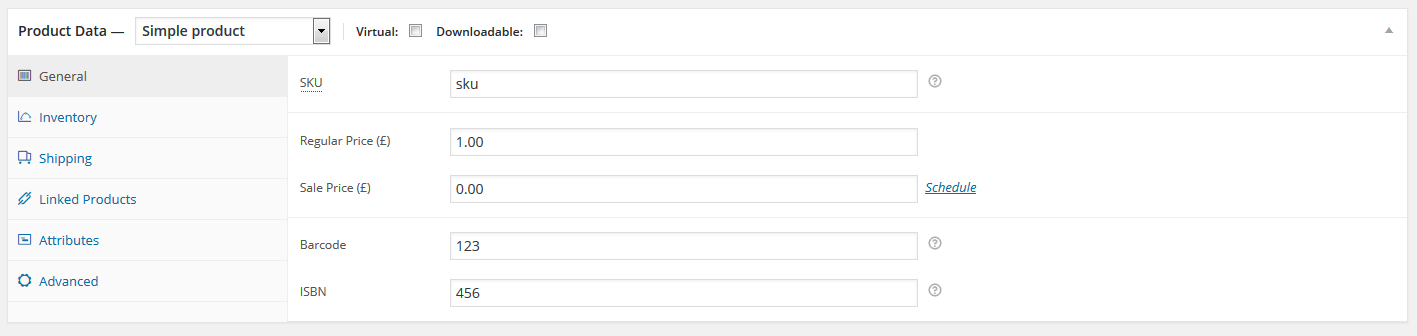 Product Data — Simple product Virtual: Downloadable:
General
Inventory
Shipping
Linked Products
Attributes
Advanced
SKU sku
Regular Price (£) 1.00
Sale Price (£) 0.00 Schedule
Barcode 123
ISBN 456